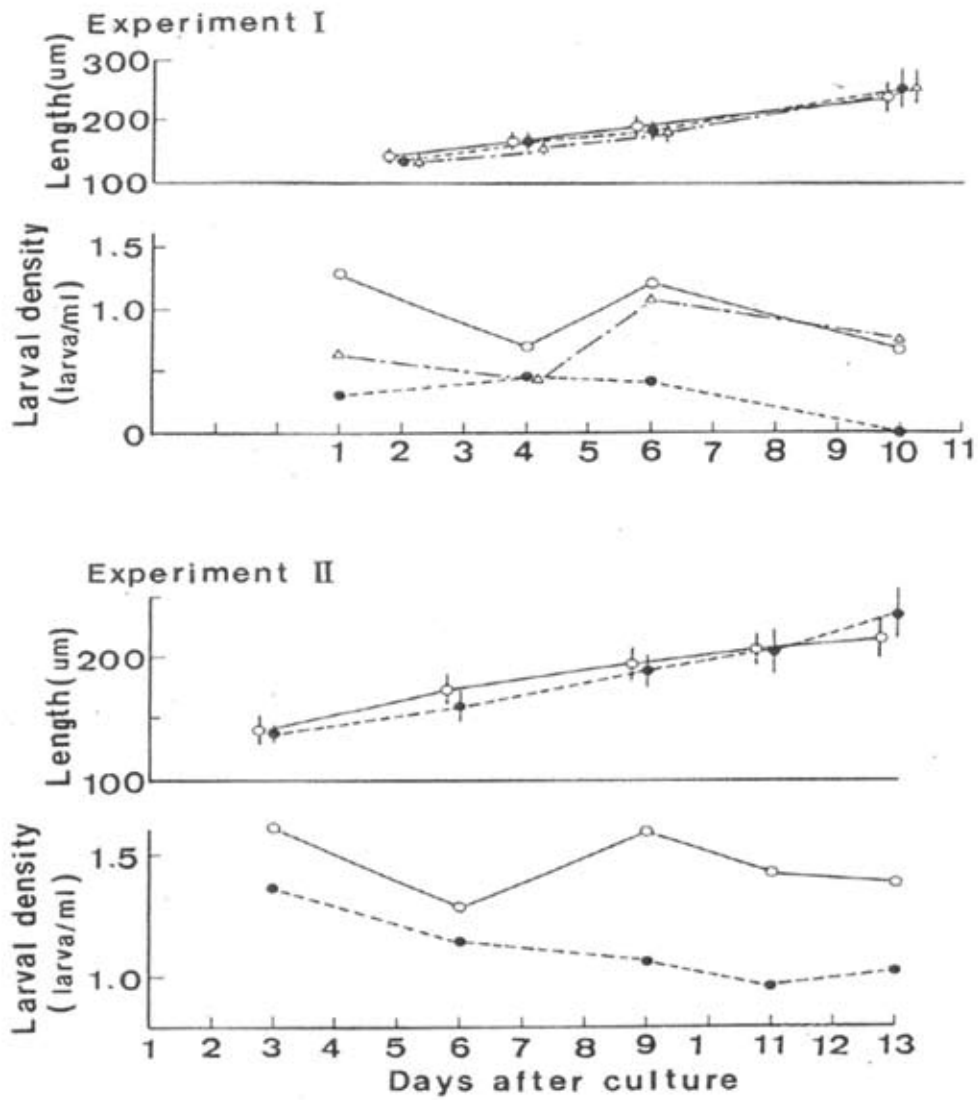 Experiment I
Length(um)
300
200
100
Larval density
(larva/ml)
1.5
1.0
0
1 2 3 4 5 6 7 8 9 10 11
Experiment II
Length(um)
200
100
Larval density
(larva/ml)
1.5
1.0
1 2 3 4 5 6 7 8 9 1 11 12 13
Days after culture